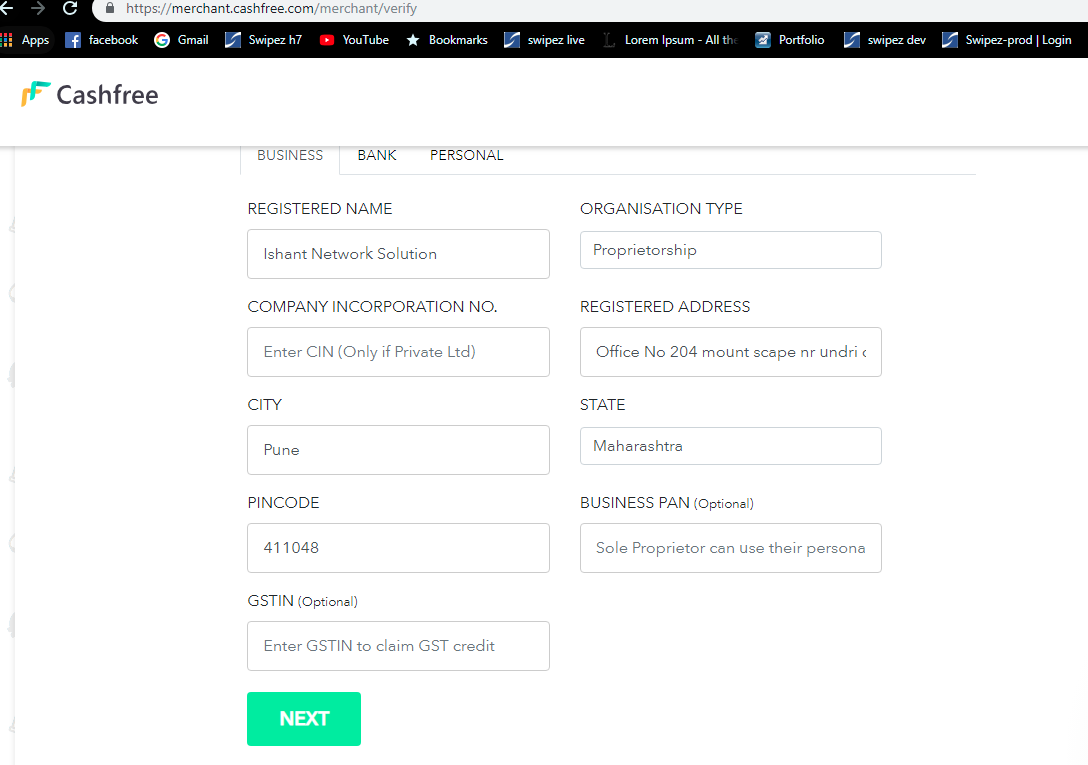 https://merchant.cashfree.com/merchant/verify
Apps facebook Gmail Swipez h7 YouTube Bookmarks swipez live Lorem Ipsum - All the Portfolio swipez dev Swipez-prod | Login
Cashfree
BUSINESS BANK PERSONAL
REGISTERED NAME ORGANISATION TYPE
Ishant Network Solution Proprietorship
COMPANY INCORPORATION NO. REGISTERED ADDRESS
Enter CIN (Only if Private Ltd) Office No 204 mount scape nr undri
CITY STATE
Pune Maharashtra
PINCODE BUSINESS PAN (Optional)
411048 Sole Proprietor can use their persona
GSTIN (Optional)
Enter GSTIN to claim GST credit
NEXT